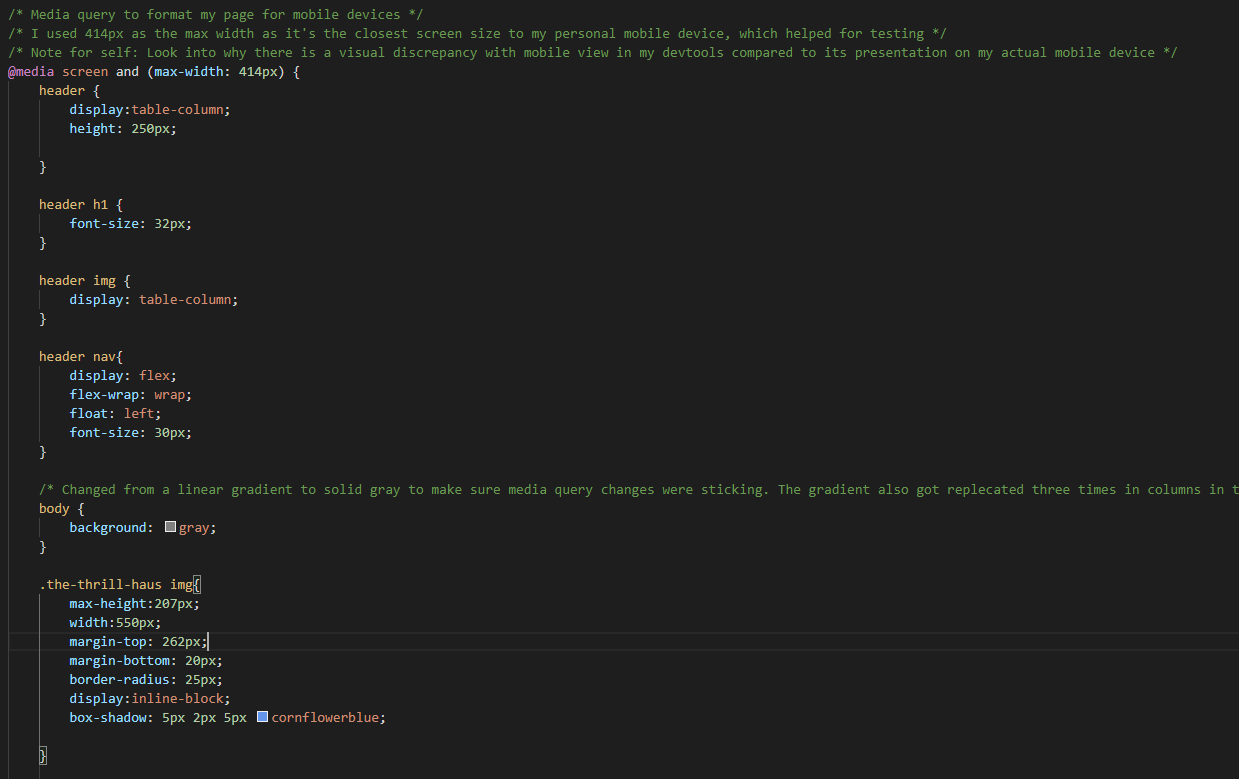 /* Media query to format my page for mobile devices */
/* I used 414px as the max width as it's the closest screen size to my personal mobile device, which helped for testing */
/* Note for self: Look into why there is a visual discrepancy with mobile view in my devtools compared to its presentation on my actual mobile device */
@media screen and (max-width: 414px) {
header {
display:table-column;
height: 250px;
}
header h1 {
font-size: 32px;
}
header img {
display: table-column;
}
header nav{
display: flex;
flex-wrap: wrap;
float: left;
font-size: 30px;
}
/* Changed from a linear gradient to solid gray to make sure media query changes were sticking. The gradient also got replecated three times in columns in t
body {
background: gray;
}
.the-thrill-haus img{
max-height:207px;
width:550px;
margin-top: 262px;
margin-bottom: 20px;
border-radius: 25px;
display:inline-block;
box-shadow: 5px 2px 5px cornflowerblue;
}